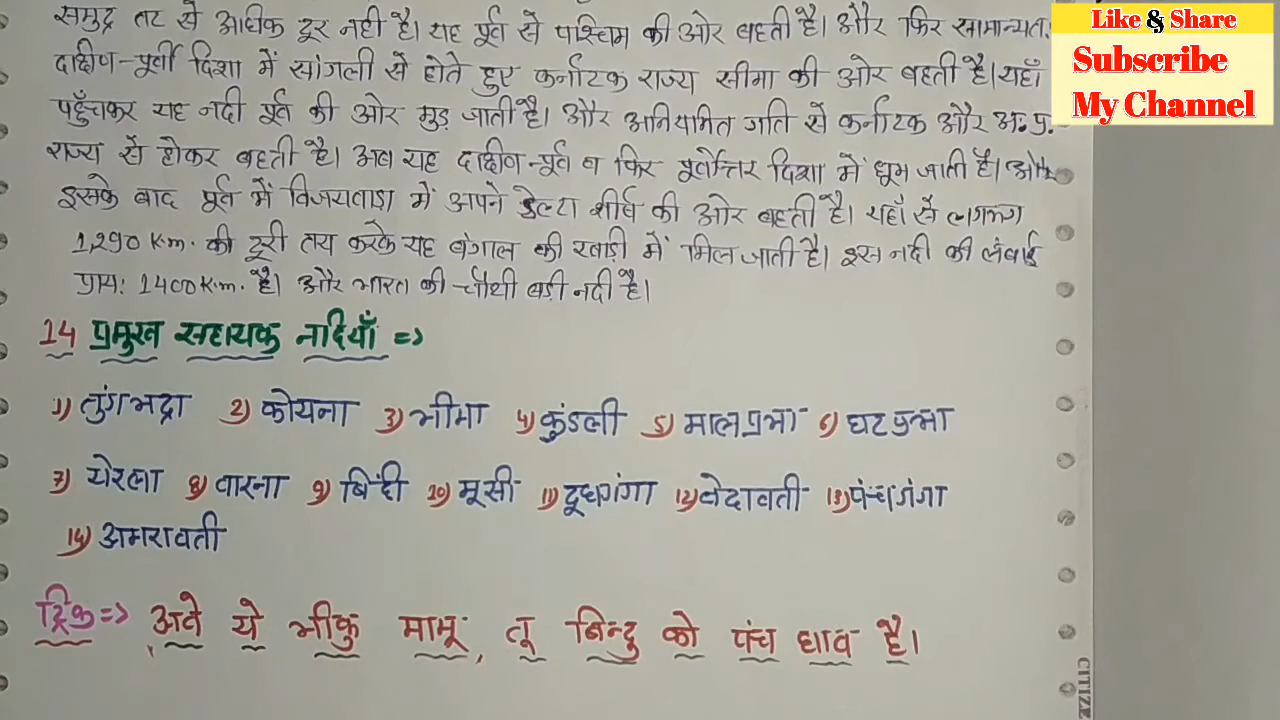 समुद्र तट से अधिक दूर नहीं है। यह पूर्व से पश्चिम की ओर बहती है। और फिर सामान्यत:
दक्षिण-पूर्वी दिशा में सांगली से होते हुए कर्नाटक राज्य सीमा की ओर बहती है। यहाँ
पहुँचकर यह नदी पूर्व की ओर मुड़ जाती है। और अनियमित गति से कर्नाटक और अ. प्र.
राज्य से होकर बहती है। अब यह दक्षिण-पूर्व व फिर पूर्वोत्तर दिशा में धूम जाती है। और
इसके बाद पूर्व में विजयवाड़ा में अपने डेल्टा शीर्ष की ओर बहती है। यहाँ से लगभग
1,290 K.m. की दूरी तय करके यह बंगाल की खाड़ी में मिल जाती है। इस नदी की लंबाई
प्राय: 1400 K.m. है। और भारत की चौथी बड़ी नदी है।
14 प्रमुख सहायक नदियाँ =>
1) तुंगभद्रा 2) कोयना 3) भीमा 4) कुंडली 5) मालप्रभा 6) घटप्रभा
7) येरला 8) वारना 9) बिंदी 10) मूसी 11) दूधगंगा 12) वेदावती 13) पंचगंगा
14) अमरावती
ट्रिक => अवे ये भीकु मामू, तू बिन्दु को पंच घाव है।
Like & Share
Subscribe
My Channel
CITIZE